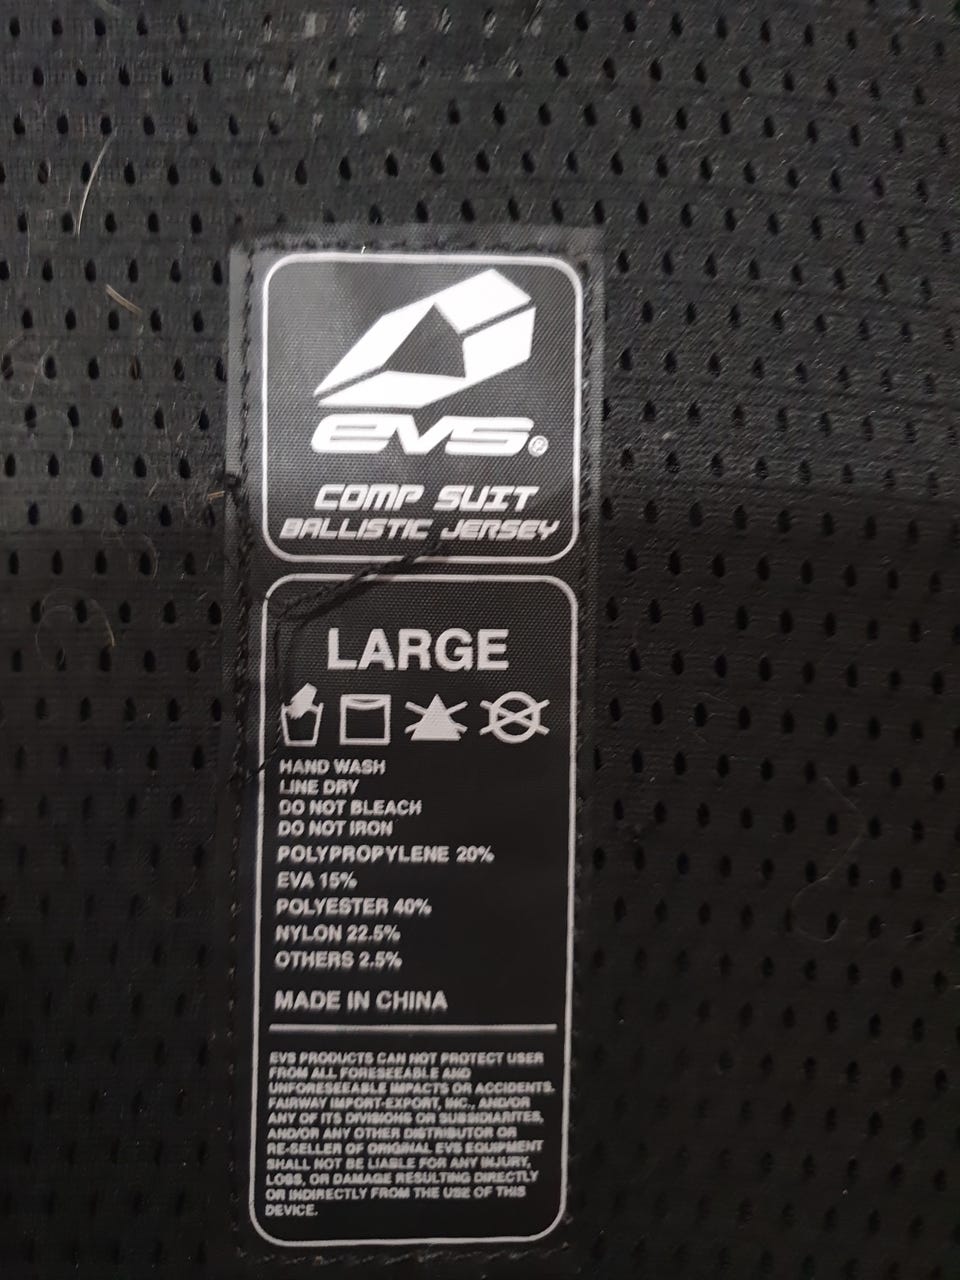 evs®
COMP SUIT
BALLISTIC JERSEY
LARGE
HAND WASH
LINE DRY
DO NOT BLEACH
DO NOT IRON
POLYPROPYLENE 20%
EVA 15%
POLYESTER 40%
NYLON 22.5%
OTHERS 2.5%
MADE IN CHINA
EVS PRODUCTS CAN NOT PROTECT USER
FROM ALL FORESEEABLE AND
UNFORESEEABLE IMPACTS OR ACCIDENTS.
FAIRWAY IMPORT-EXPORT, INC., AND/OR
ANY OF ITS DIVISIONS OR SUBSIDIARITES,
AND/OR ANY OTHER DISTRIBUTOR OR
RE-SELLER OF ORIGINAL EVS EQUIPMENT
SHALL NOT BE LIABLE FOR ANY INJURY,
LOSS, OR DAMAGE RESULTING DIRECTLY
OR INDIRECTLY FROM THE USE OF THIS
DEVICE.